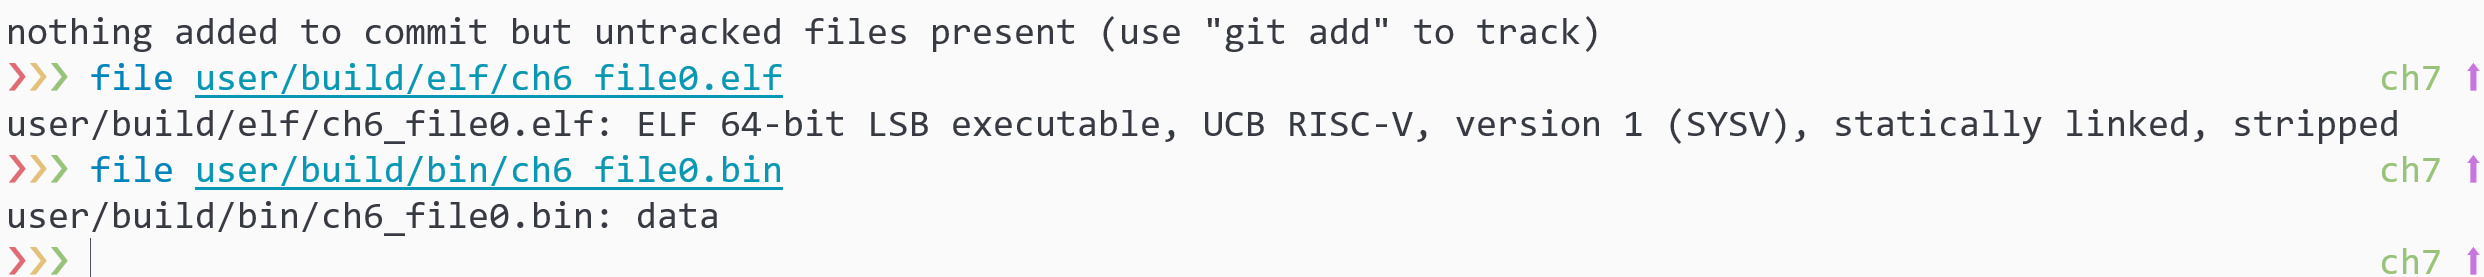 nothing added to commit but untracked files present (use "git add" to track)
❯❯❯ file user/build/elf/ch6_file0.elf ch7 ⬆
user/build/elf/ch6_file0.elf: ELF 64-bit LSB executable, UCB RISC-V, version 1 (SYSV), statically linked, stripped
❯❯❯ file user/build/bin/ch6_file0.bin ch7 ⬆
user/build/bin/ch6_file0.bin: data
❯❯❯ ch7 ⬆